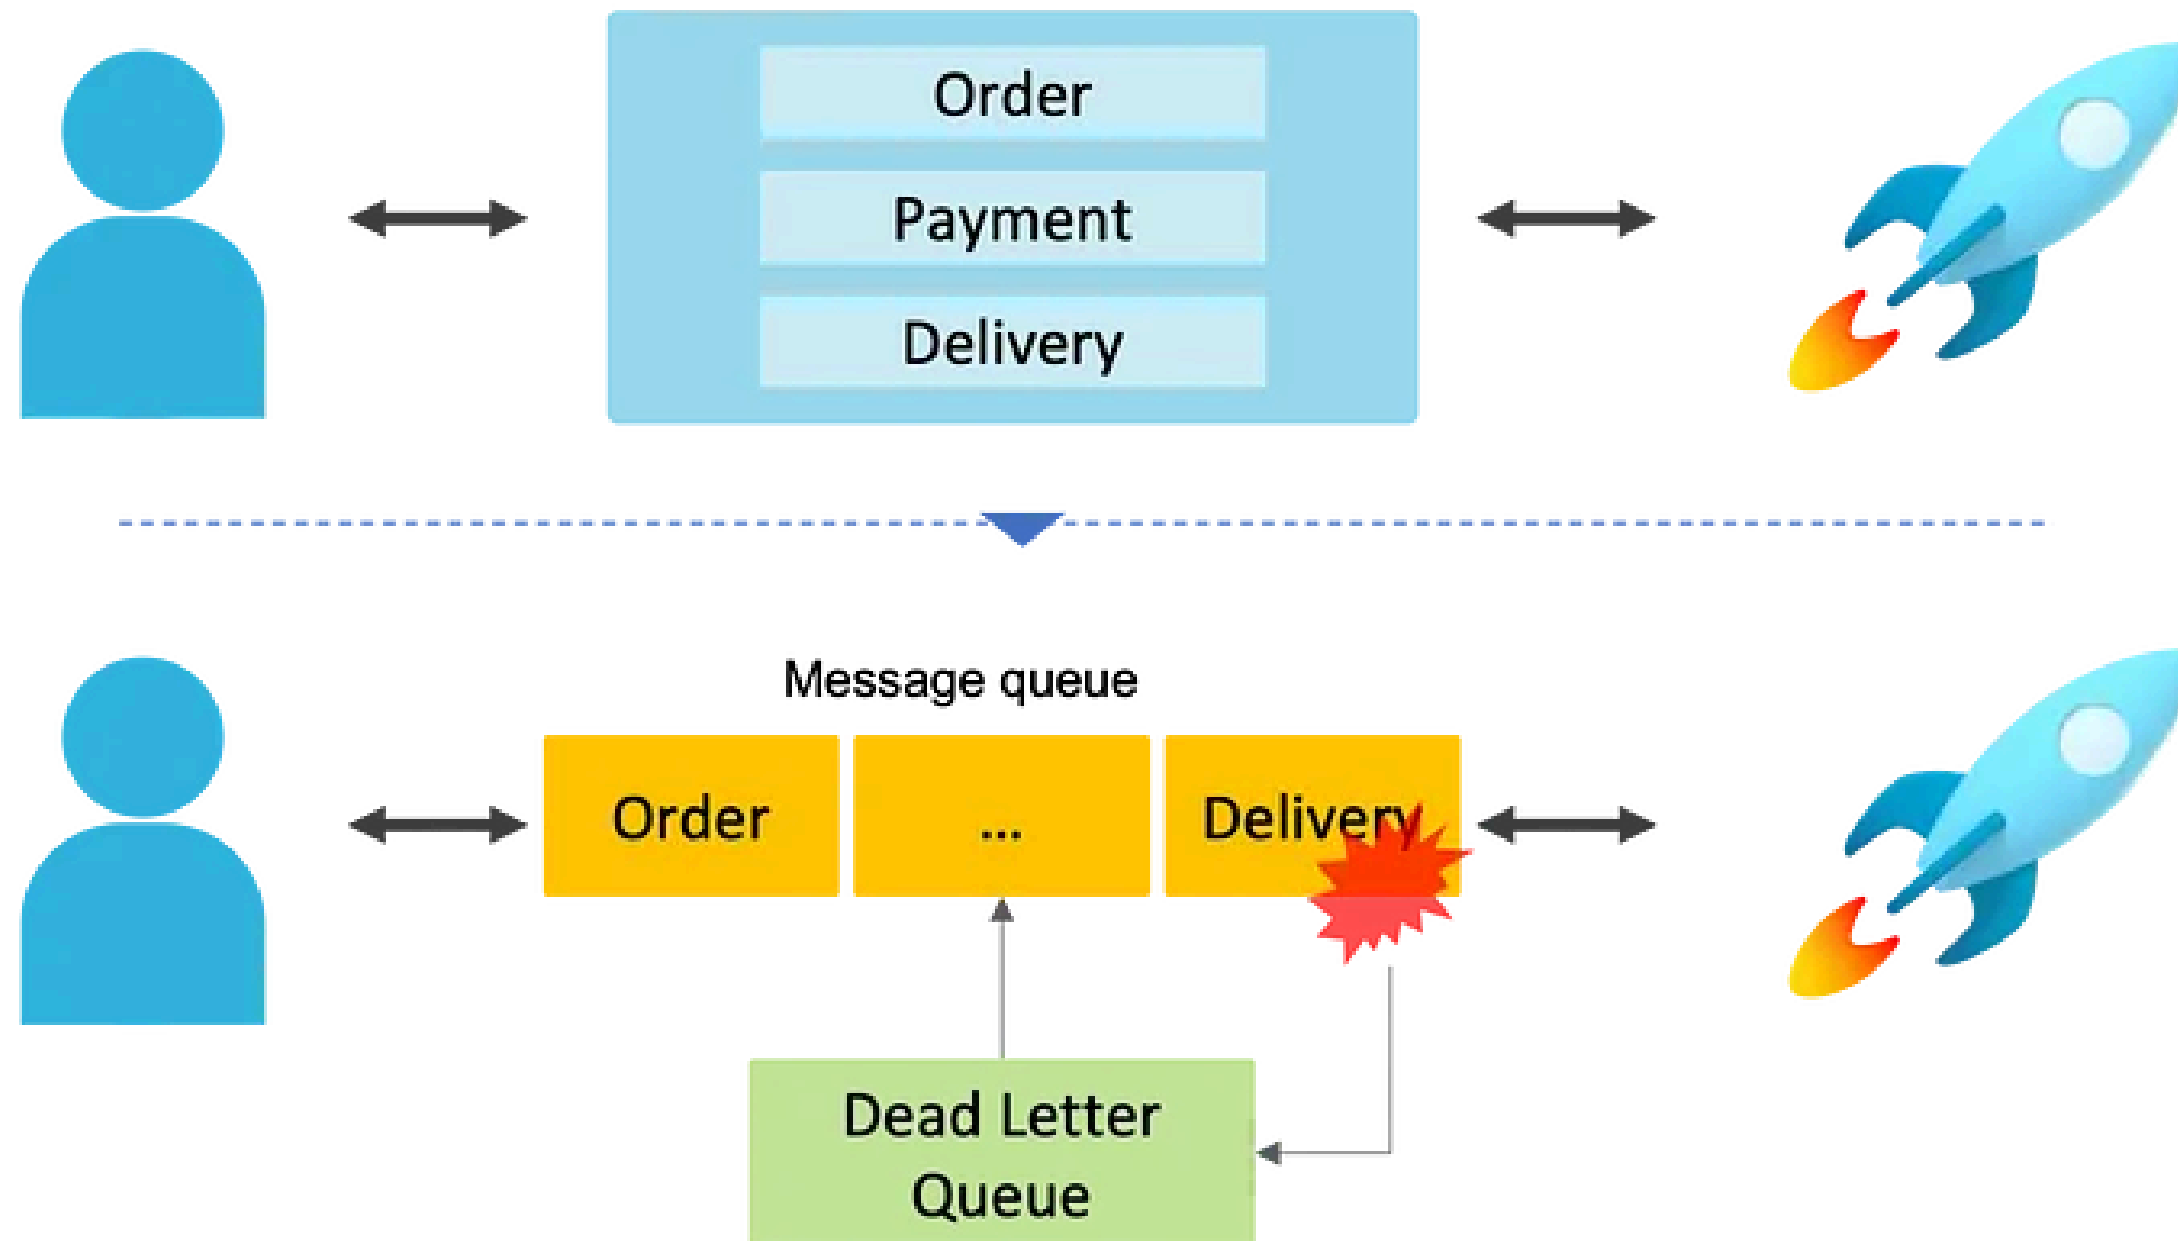 Order
Payment
Delivery
Message queue
Order
...
Delivery
Dead Letter
Queue